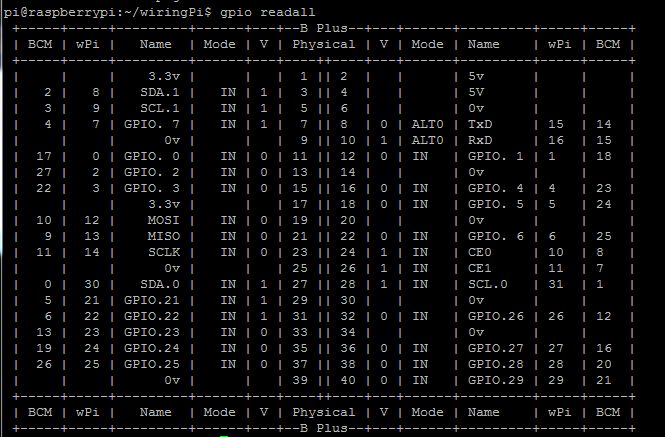 pi@raspberrypi:~/wiringPi$ gpio readall
 +-----+-----+---------+------+---+--B Plus--+---+------+---------+-----+-----+
 | BCM | wPi |   Name  | Mode | V | Physical | V | Mode | Name    | wPi | BCM |
 +-----+-----+---------+------+---+----++----+---+------+---------+-----+-----+
 |     |     |    3.3v |      |   |  1 || 2  |   |      | 5v      |     |     |
 |   2 |   8 |   SDA.1 |   IN | 1 |  3 || 4  |   |      | 5V      |     |     |
 |   3 |   9 |   SCL.1 |   IN | 1 |  5 || 6  |   |      | 0v      |     |     |
 |   4 |   7 | GPIO. 7 |   IN | 1 |  7 || 8  | 0 | ALT0 | TxD     | 15  | 14  |
 |     |     |      0v |      |   |  9 || 10 | 1 | ALT0 | RxD     | 16  | 15  |
 |  17 |   0 | GPIO. 0 |   IN | 0 | 11 || 12 | 0 | IN   | GPIO. 1 | 1   | 18  |
 |  27 |   2 | GPIO. 2 |   IN | 0 | 13 || 14 |   |      | 0v      |     |     |
 |  22 |   3 | GPIO. 3 |   IN | 0 | 15 || 16 | 0 | IN   | GPIO. 4 | 4   | 23  |
 |     |     |    3.3v |      |   | 17 || 18 | 0 | IN   | GPIO. 5 | 5   | 24  |
 |  10 |  12 |    MOSI |   IN | 0 | 19 || 20 |   |      | 0v      |     |     |
 |   9 |  13 |    MISO |   IN | 0 | 21 || 22 | 0 | IN   | GPIO. 6 | 6   | 25  |
 |  11 |  14 |    SCLK |   IN | 0 | 23 || 24 | 1 | IN   | CE0     | 10  | 8   |
 |     |     |      0v |      |   | 25 || 26 | 1 | IN   | CE1     | 11  | 7   |
 |   0 |  30 |   SDA.0 |   IN | 1 | 27 || 28 | 1 | IN   | SCL.0   | 31  | 1   |
 |   5 |  21 | GPIO.21 |   IN | 1 | 29 || 30 |   |      | 0v      |     |     |
 |   6 |  22 | GPIO.22 |   IN | 1 | 31 || 32 | 0 | IN   | GPIO.26 | 26  | 12  |
 |  13 |  23 | GPIO.23 |   IN | 0 | 33 || 34 |   |      | 0v      |     |     |
 |  19 |  24 | GPIO.24 |   IN | 0 | 35 || 36 | 0 | IN   | GPIO.27 | 27  | 16  |
 |  26 |  25 | GPIO.25 |   IN | 0 | 37 || 38 | 0 | IN   | GPIO.28 | 28  | 20  |
 |     |     |      0v |      |   | 39 || 40 | 0 | IN   | GPIO.29 | 29  | 21  |
 +-----+-----+---------+------+---+----++----+---+------+---------+-----+-----+
 | BCM | wPi |   Name  | Mode | V | Physical | V | Mode | Name    | wPi | BCM |
 +-----+-----+---------+------+---+--B Plus--+---+------+---------+-----+-----+